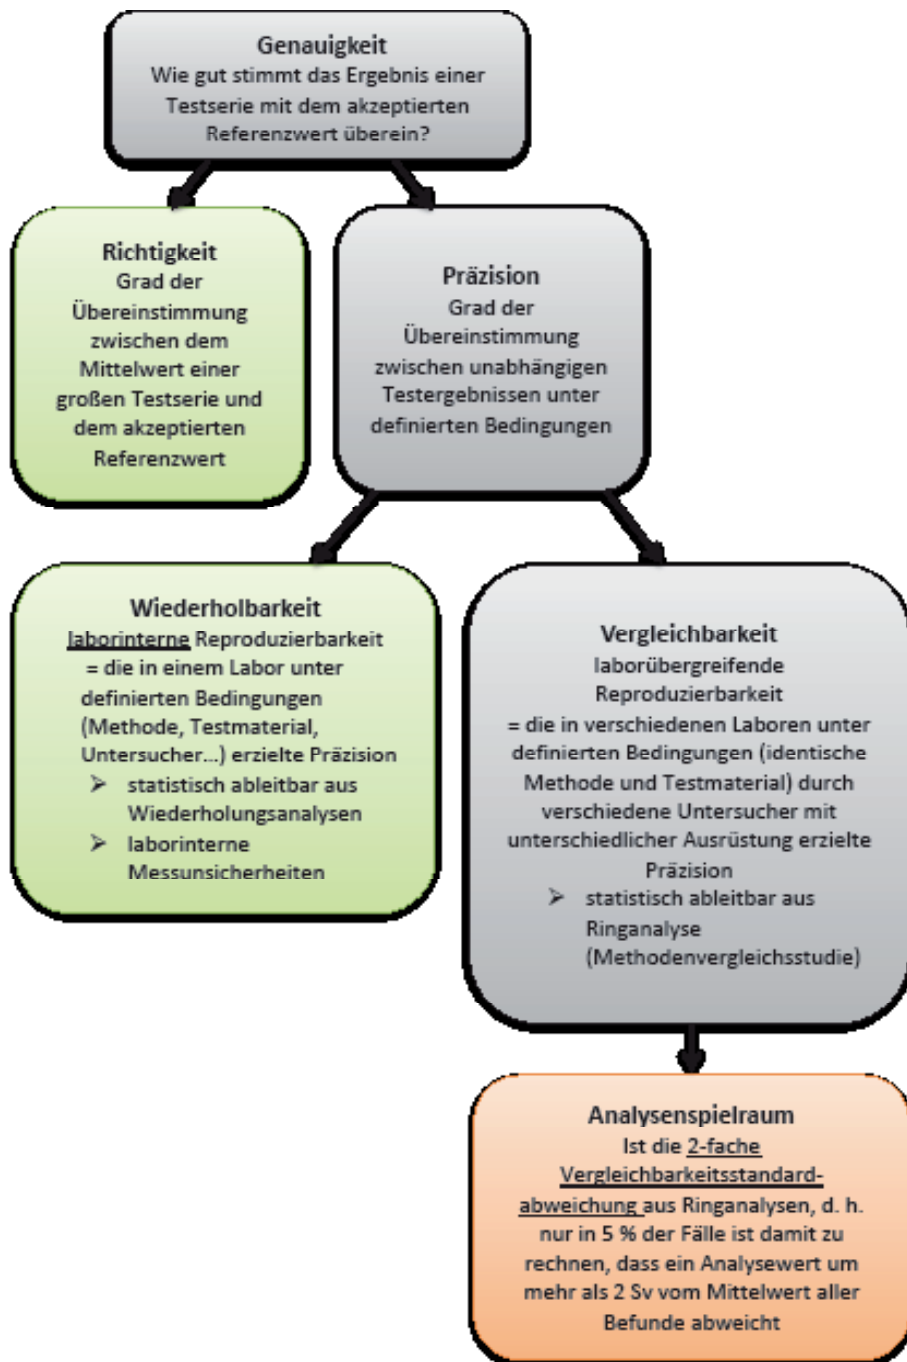 Genauigkeit
Wie gut stimmt das Ergebnis einer
Testserie mit dem akzeptierten
Referenzwert überein?
Richtigkeit
Grad der
Übereinstimmung
zwischen dem
Mittelwert einer
großen Testserie und
dem akzeptierten
Referenzwert
Präzision
Grad der
Übereinstimmung
zwischen unabhängigen
Testergebnissen unter
definierten Bedingungen
Wiederholbarkeit
laborinterne Reproduzierbarkeit
= die in einem Labor unter
definierten Bedingungen
(Methode, Testmaterial,
Untersucher...) erzielte Präzision
➢ statistisch ableitbar aus
Wiederholungsanalysen
➢ laborinterne
Messunsicherheiten
Vergleichbarkeit
laborübergreifende
Reproduzierbarkeit
= die in verschiedenen Laboren unter
definierten Bedingungen (identische
Methode und Testmaterial) durch
verschiedene Untersucher mit
unterschiedlicher Ausrüstung erzielte
Präzision
➢ statistisch ableitbar aus
Ringanalyse
(Methodenvergleichsstudie)
Analysenspielraum
Ist die 2-fache
Vergleichbarkeitsstandard-
abweichung aus Ringanalysen, d. h.
nur in 5 % der Fälle ist damit zu
rechnen, dass ein Analysewert um
mehr als 2 Sv vom Mittelwert aller
Befunde abweicht